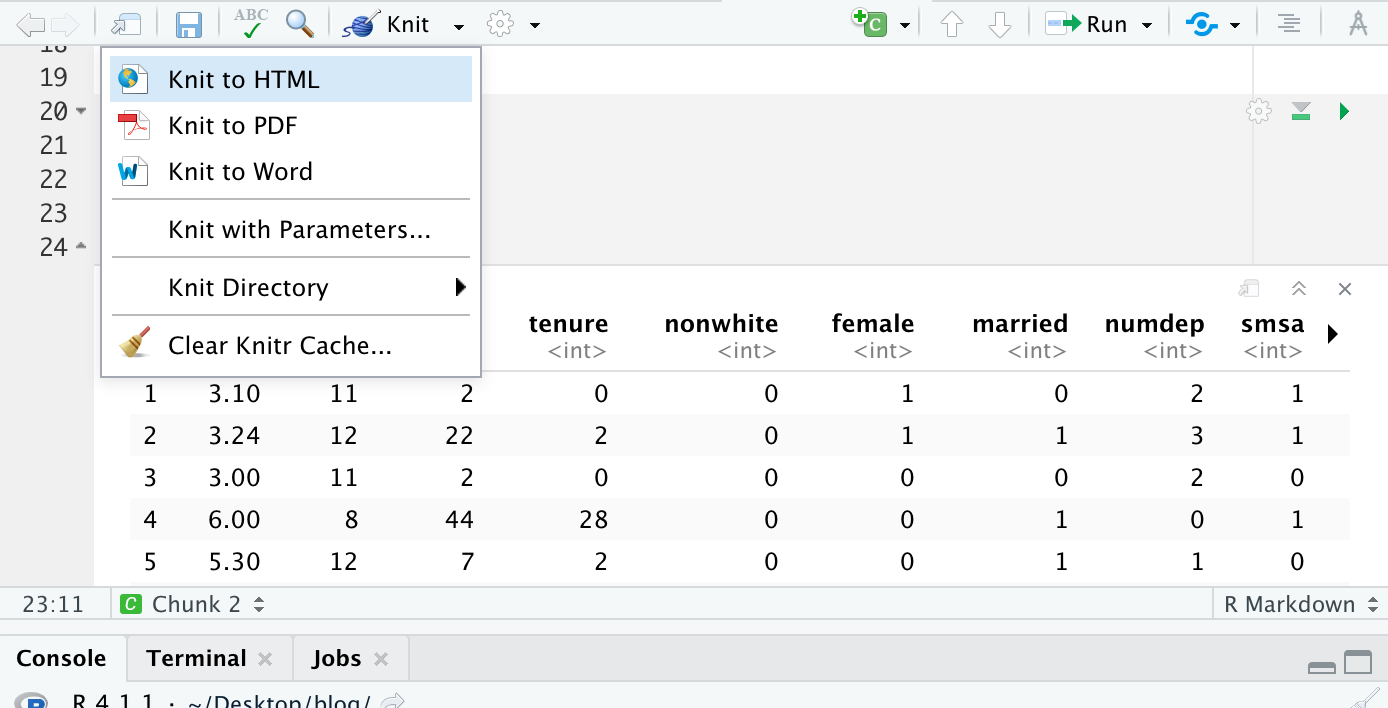 ABC
Knit
C
Run
18
19
20
21
22
23
24
Knit to HTML
Knit to PDF
W Knit to Word
Knit with Parameters...
Knit Directory
Clear Knitr Cache...
tenure nonwhite female married numdep smsa
<int> <int> <int> <int> <int> <int>
1 3.10 11 2 0 0 1 0 2 1
2 3.24 12 22 2 0 1 1 3 1
3 3.00 11 2 0 0 0 0 2 0
4 6.00 8 44 28 0 0 1 0 1
5 5.30 12 7 2 0 0 1 1 0
23:11 C Chunk 2 R Markdown
Console Terminal Jobs
R R 4.1.1 · ~/Desktop/blog/